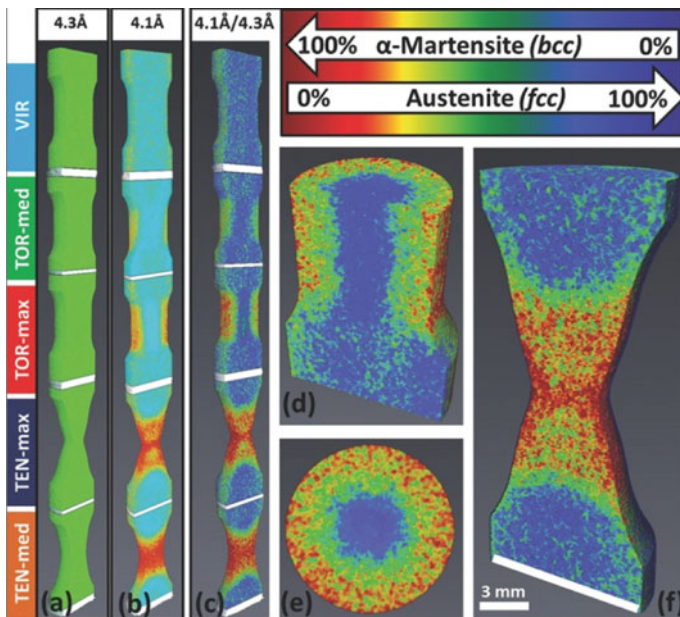 4.3Å
4.1Å
4.1Å/4.3Å
100% α-Martensite (bcc) 0%
0% Austenite (fcc) 100%
VIR
TOR-med
TOR-max
TEN-max
TEN-med
(a)
(b)
(c)
(d)
(e)
(f)
3 mm